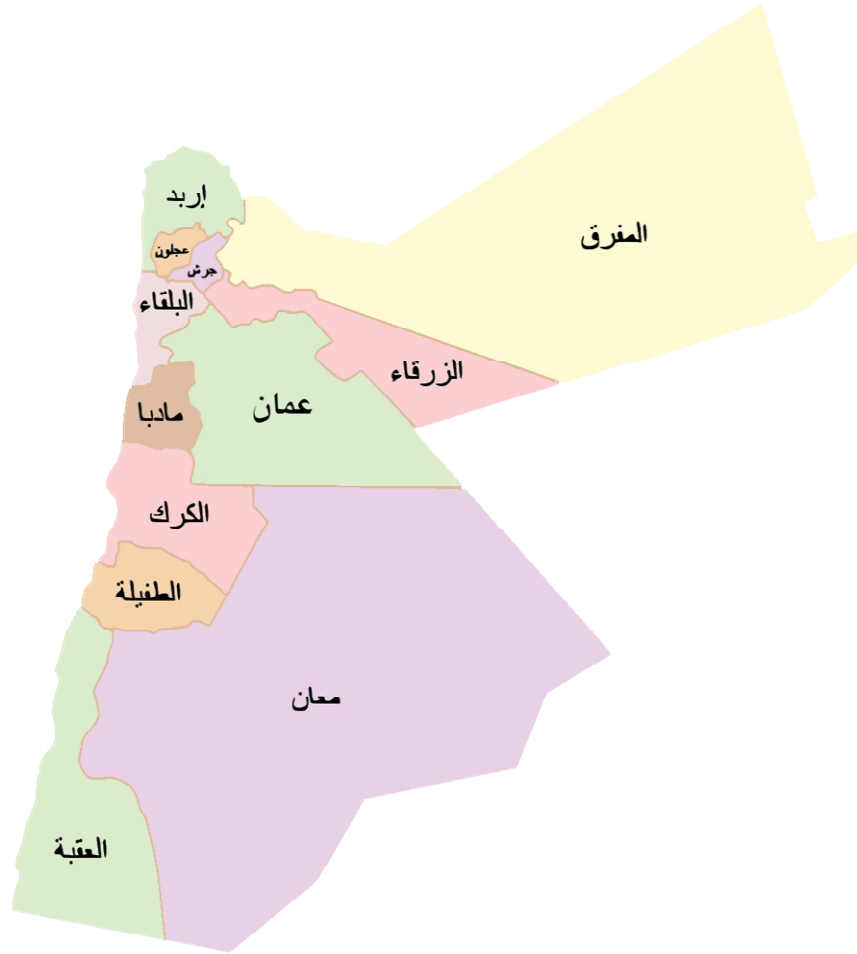 إربد
المفرق
عجلون
جرش
البلقاء
الزرقاء
عمان
مادبا
الكرك
الطفيلة
معان
العقبة